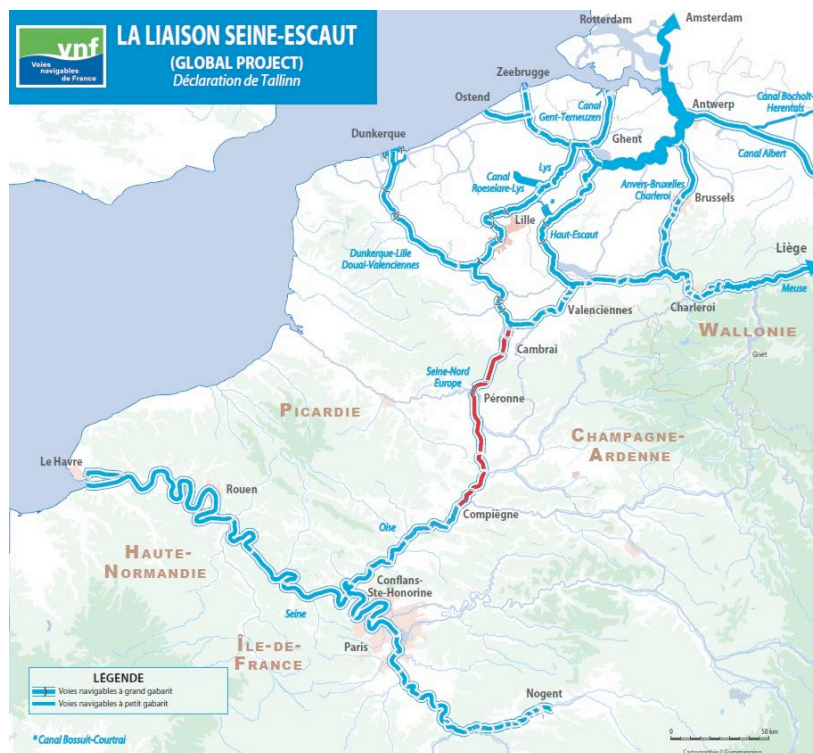 vnf
Voies
navigables
de France
LA LIAISON SEINE-ESCAUT
(GLOBAL PROJECT)
Déclaration de Tallinn
Rotterdam
Amsterdam
Zeebrugge
Ostend
Canal
Gent-Terneuzen
Antwerp
Canal Bocholt-
Herentals
Dunkerque
Ghent
Canal Albert
Lys
Canal
Roeselare-Lys
Anvers-Bruxelles
Charleroi
Brussels
Lille
Haut-Escaut
Liège
Dunkerque-Lille
Douai-Valenciennes
Meuse
Valenciennes
Charleroi
WALLONIE
Cambrai
Givet
Seine-Nord
Europe
Péronne
PICARDIE
CHAMPAGNE-
ARDENNE
Le Havre
Rouen
Compiègne
Oise
HAUTE-
NORMANDIE
Conflans-
Ste-Honorine
Seine
Paris
ÎLE-DE-
FRANCE
LÉGENDE
Voies navigables à grand gabarit
Voies navigables à petit gabarit
Nogent
* Canal Bossuit-Courtrai
0 50 km
Cartographie ©